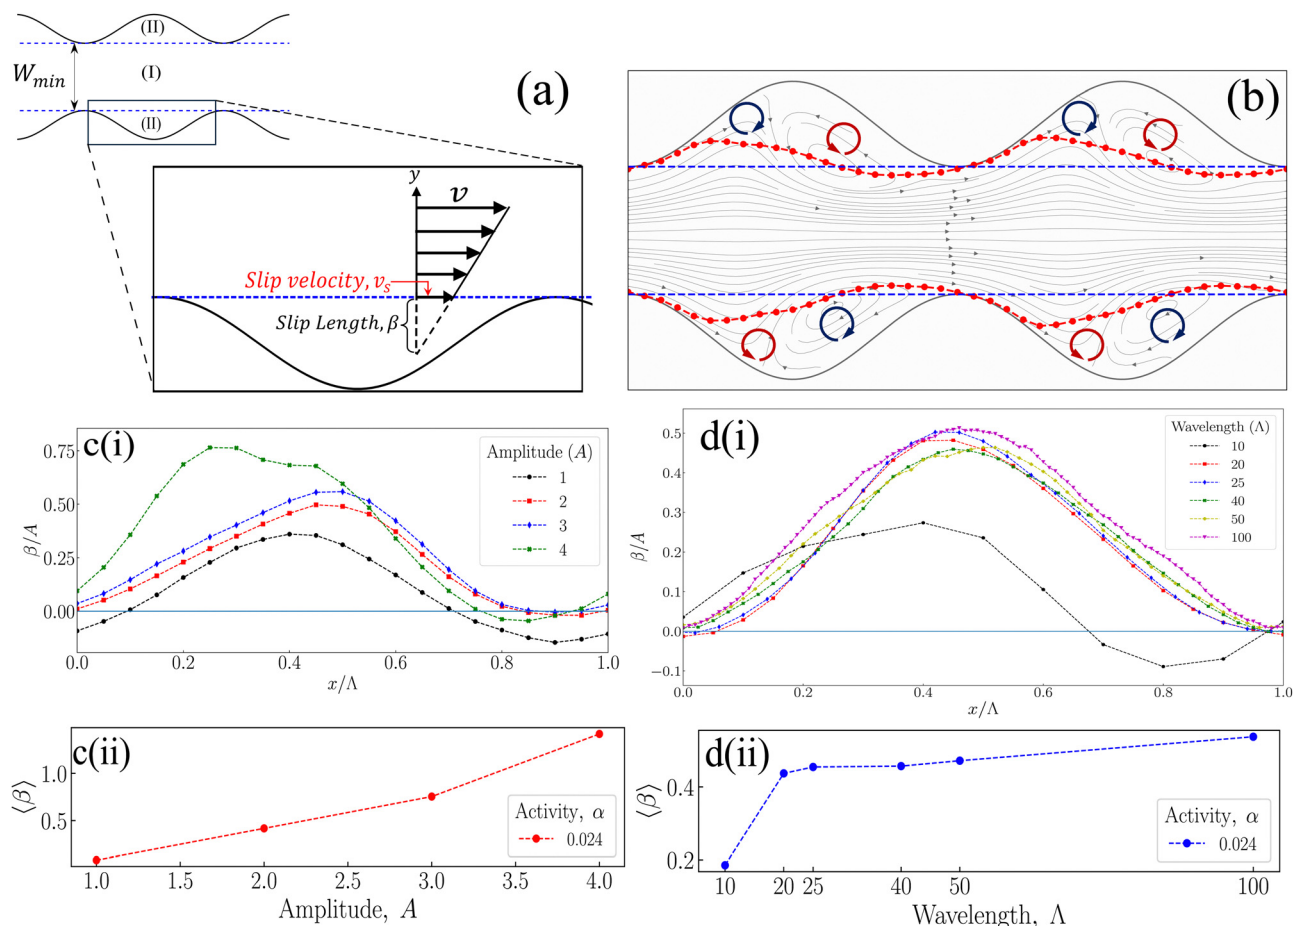 (II)
W_min
(I)
(II)
(a)
y
v
Slip velocity, v_s
Slip Length, β
(b)
c(i)
β/A
0.75
0.50
0.25
0.00
0.0 0.2 0.4 0.6 0.8 1.0
x/Λ
Amplitude (A)
1
2
3
4
d(i)
β/A
0.5
0.4
0.3
0.2
0.1
0.0
−0.1
0.0 0.2 0.4 0.6 0.8 1.0
x/Λ
Wavelength (Λ)
10
20
25
40
50
100
c(ii)
⟨β⟩
1.0
0.5
1.0 1.5 2.0 2.5 3.0 3.5 4.0
Amplitude, A
Activity, α
0.024
d(ii)
⟨β⟩
0.4
0.2
10 20 25 40 50 100
Wavelength, Λ
Activity, α
0.024